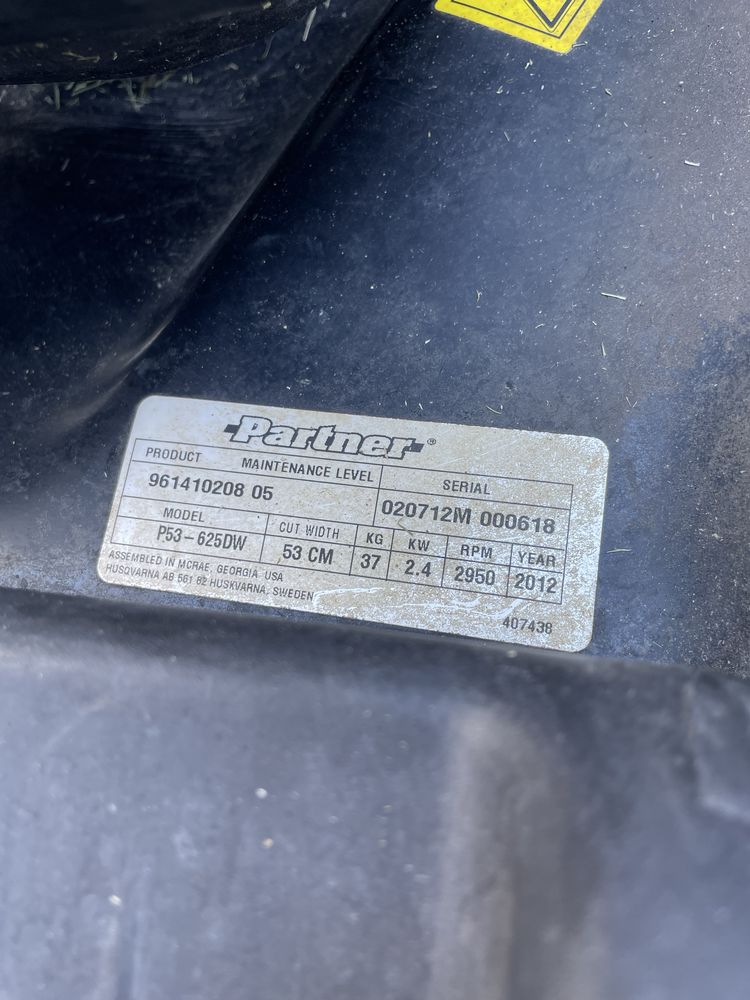 Partner®
PRODUCT MAINTENANCE LEVEL SERIAL
961410208 05 020712M 000618
MODEL CUT WIDTH KG KW RPM YEAR
P53-625DW 53 CM 37 2.4 2950 2012
ASSEMBLED IN MCRAE, GEORGIA USA
HUSQVARNA AB 561 82 HUSKVARNA, SWEDEN
407438